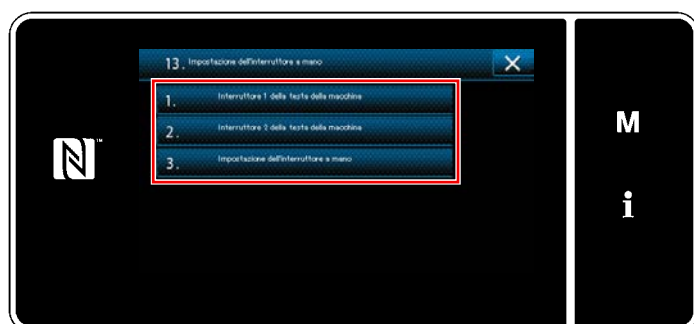 13. Impostazione dell'interruttore a mano
1. Interruttore 1 della testa della macchina
2. Interruttore 2 della testa della macchina
3. Impostazione dell'interruttore a mano
M
i